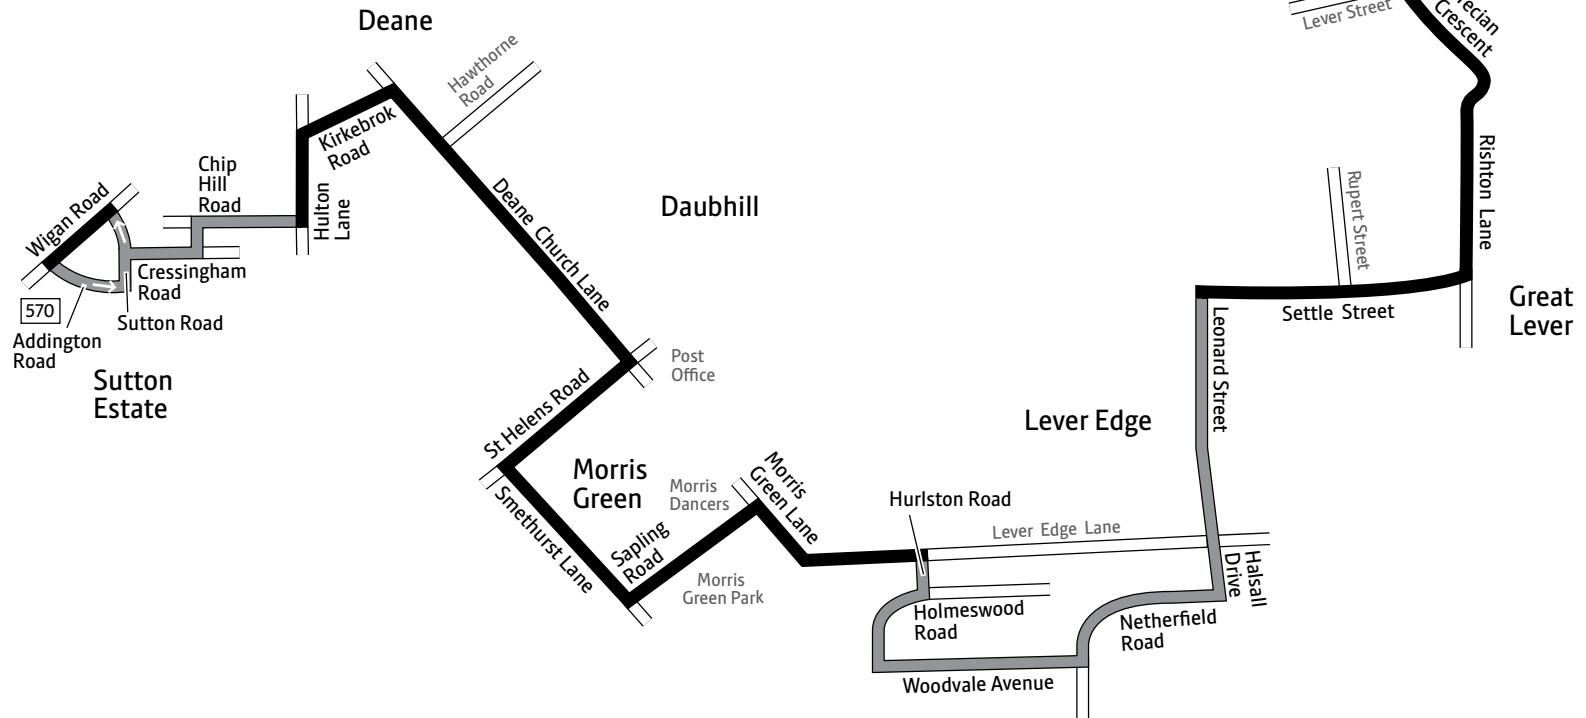 Deane
Hawthorne
Road
Lever Street
recian
Crescent
Kirkebrok
Road
Chip
Hill
Road
Hulton
Lane
Wigan Road
Cressingham
Road
570
Sutton Road
Addington
Road
Sutton
Estate
Deane Church Lane
Daubhill
Rupert Street
Rishton Lane
Great
Lever
Settle Street
Leonard Street
Post
Office
St Helens Road
Morris
Green
Smethurst Lane
Sapling
Road
Morris
Dancers
Morris
Green Lane
Morris
Green Park
Lever Edge
Hurlston Road
Lever Edge Lane
Halsall
Drive
Holmeswood
Road
Netherfield
Road
Woodvale Avenue